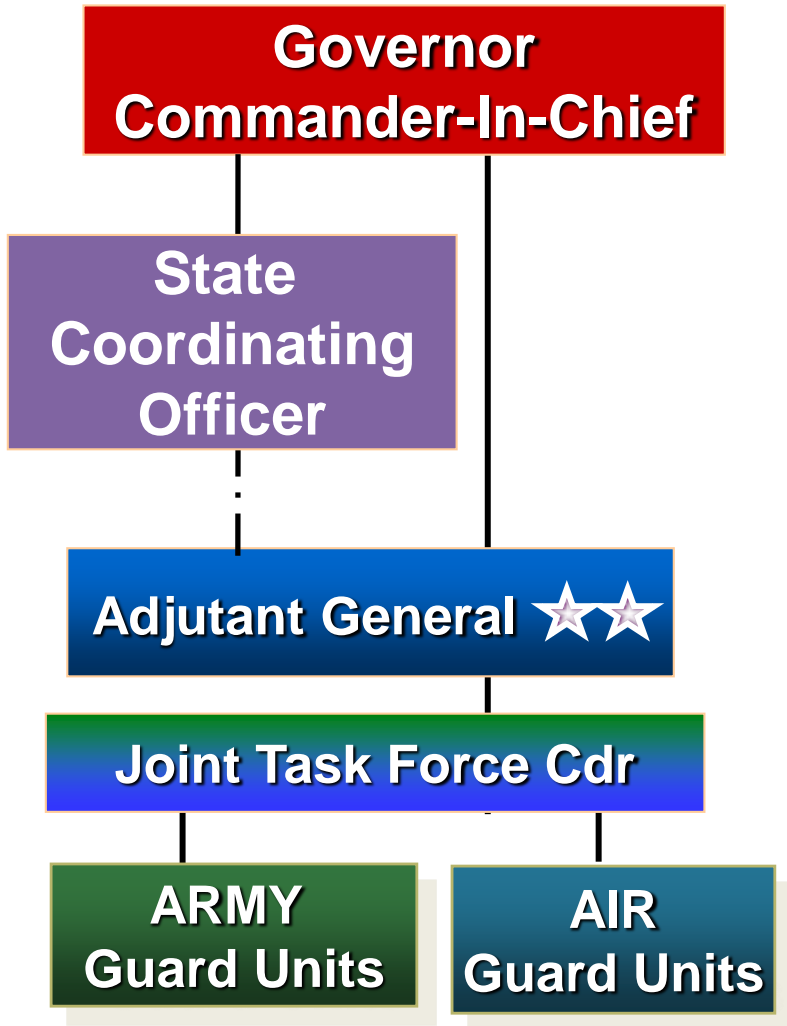 Governor
Commander-In-Chief
State
Coordinating
Officer
Adjutant General
Joint Task Force Cdr
ARMY
Guard Units
AIR
Guard Units